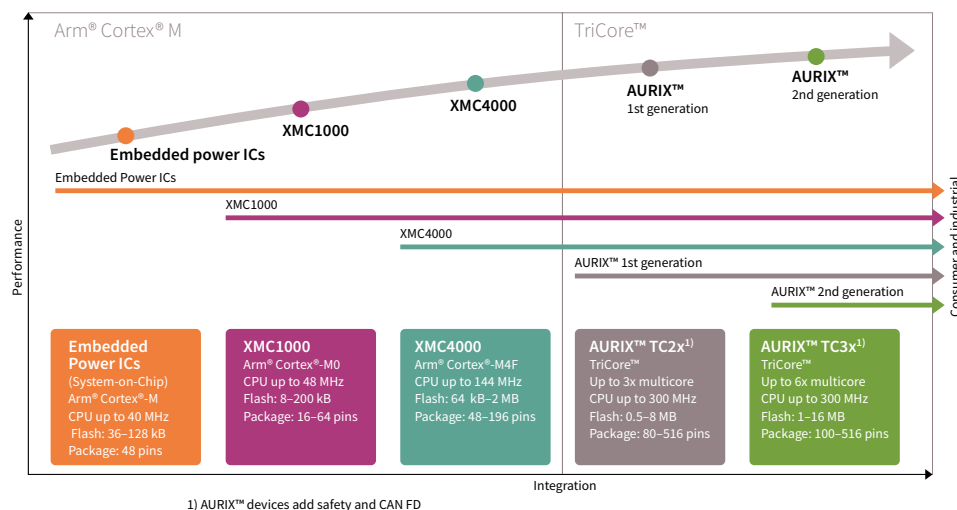 Arm® Cortex® M
TriCore™
AURIX™
2nd generation
AURIX™
1st generation
XMC4000
XMC1000
Embedded power ICs
Embedded Power ICs
XMC1000
XMC4000
AURIX™ 1st generation
AURIX™ 2nd generation
Performance
Consumer and industrial
Embedded
Power ICs
(System-on-Chip)
Arm® Cortex®-M
CPU up to 40 MHz
Flash: 36–128 kB
Package: 48 pins
XMC1000
Arm® Cortex®-M0
CPU up to 48 MHz
Flash: 8–200 kB
Package: 16–64 pins
XMC4000
Arm® Cortex®-M4F
CPU up to 144 MHz
Flash: 64 kB–2 MB
Package: 48–196 pins
AURIX™ TC2x1)
TriCore™
Up to 3x multicore
CPU up to 300 MHz
Flash: 0.5–8 MB
Package: 80–516 pins
AURIX™ TC3x1)
TriCore™
Up to 6x multicore
CPU up to 300 MHz
Flash: 1–16 MB
Package: 100–516 pins
Integration
1) AURIX™ devices add safety and CAN FD